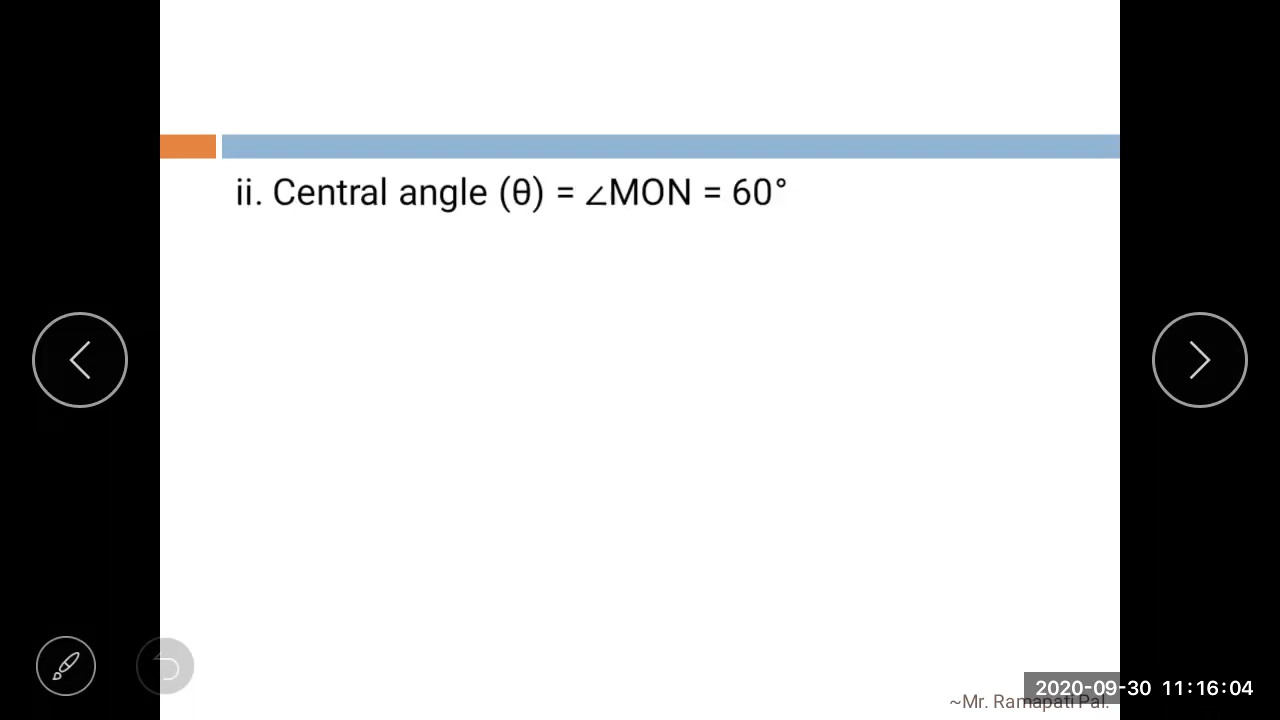 ii. Central angle (θ) = ∠MON = 60°
2020-09-30 11:16:04
~Mr. Ramapati Pal.